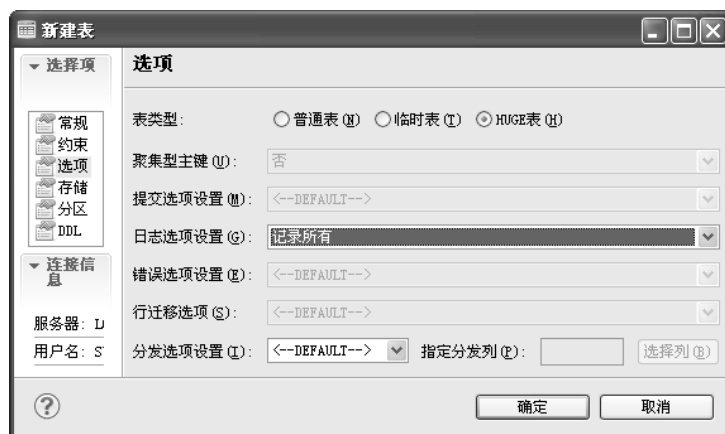 新建表
选择项
常规
约束
选项
存储
分区
DDL
连接信息
服务器:
用户名:
选项
表类型: 普通表(N) 临时表(T) HUGE表(H)
聚集型主键(U): 否
提交选项设置(M): <--DEFAULT-->
日志选项设置(G): 记录所有
错误选项设置(E): <--DEFAULT-->
行迁移选项(S): <--DEFAULT-->
分发选项设置(I): <--DEFAULT--> 指定分发列(P): 选择列(B)
? 确定 取消